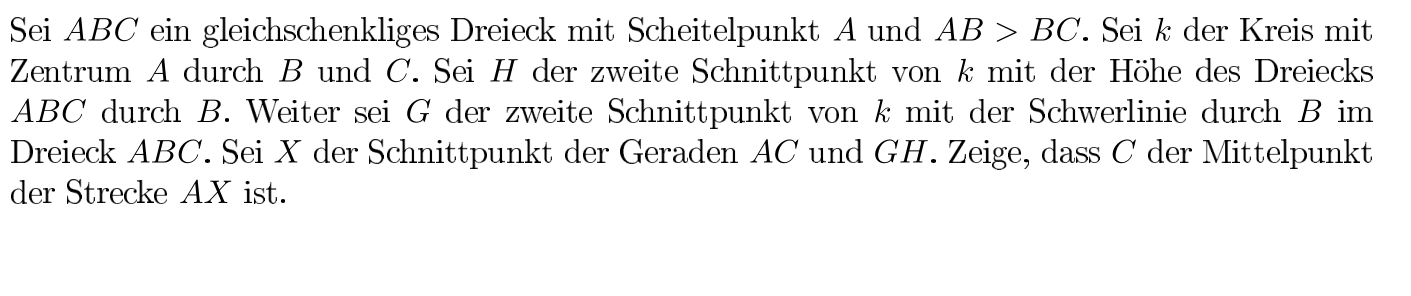 Sei ABC ein gleichschenkliges Dreieck mit Scheitelpunkt A und AB > BC. Sei k der Kreis mit
Zentrum A durch B und C. Sei H der zweite Schnittpunkt von k mit der Höhe des Dreiecks
ABC durch B. Weiter sei G der zweite Schnittpunkt von k mit der Schwerlinie durch B im
Dreieck ABC. Sei X der Schnittpunkt der Geraden AC und GH. Zeige, dass C der Mittelpunkt
der Strecke AX ist.